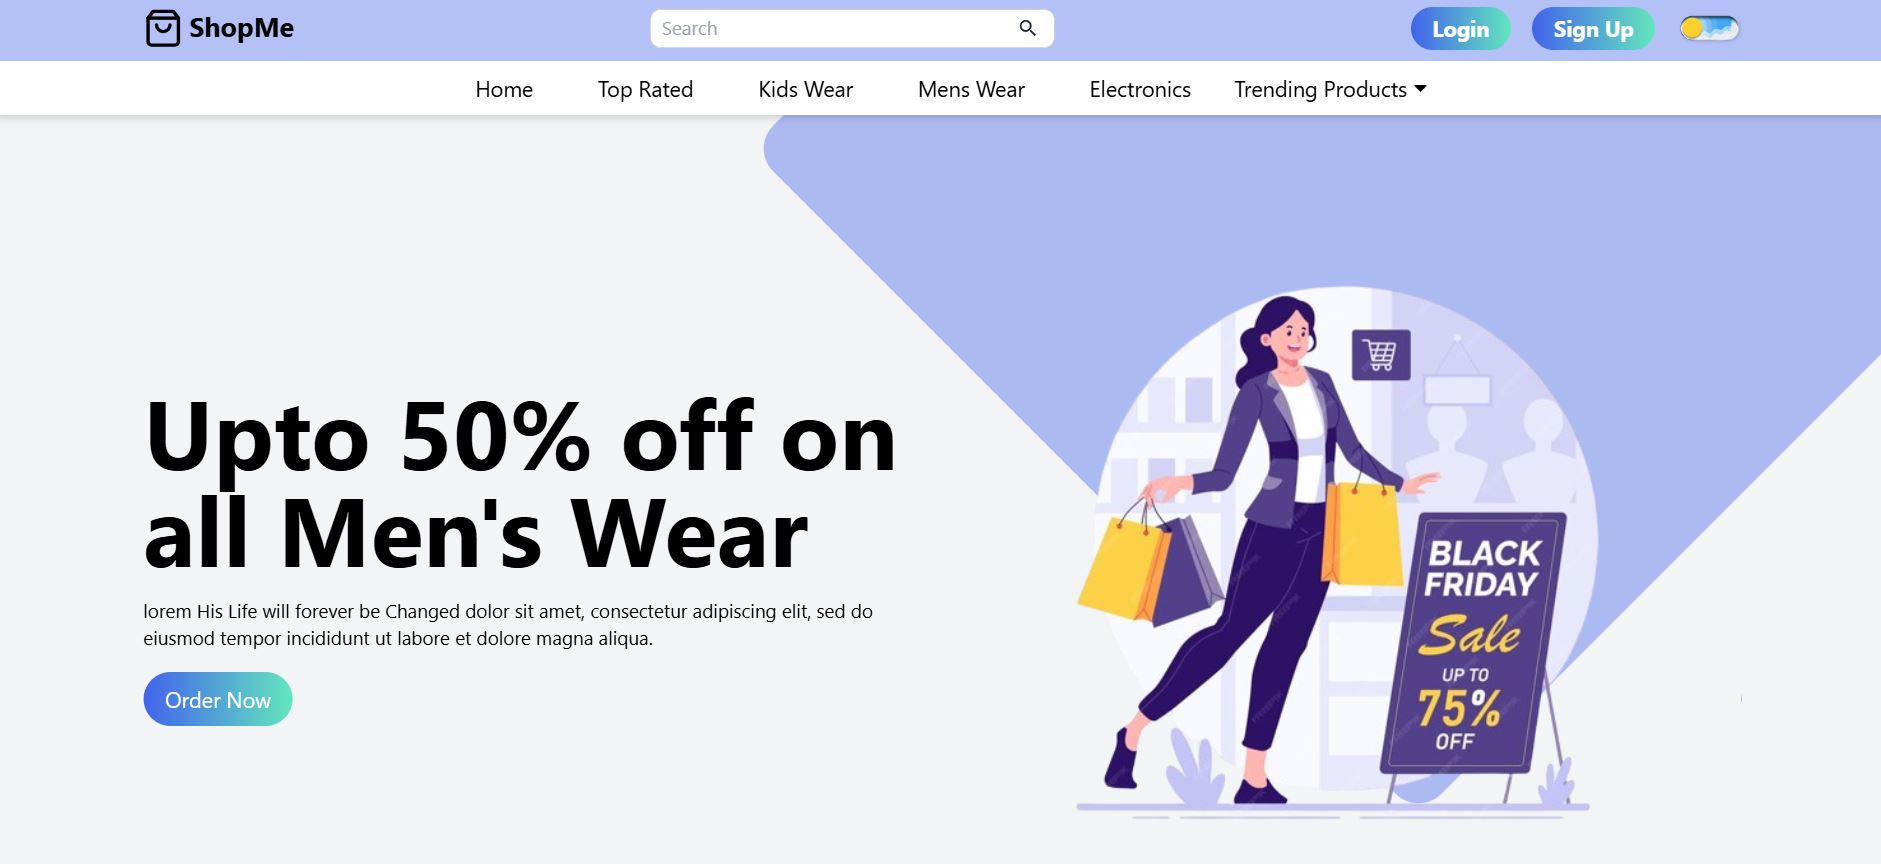 ShopMe
Search
Login
Sign Up
Home
Top Rated
Kids Wear
Mens Wear
Electronics
Trending Products
Upto 50% off on
all Men's Wear
lorem His Life will forever be Changed dolor sit amet, consectetur adipiscing elit, sed do
eiusmod tempor incididunt ut labore et dolore magna aliqua.
Order Now
BLACK
FRIDAY
Sale
UP TO
75%
OFF